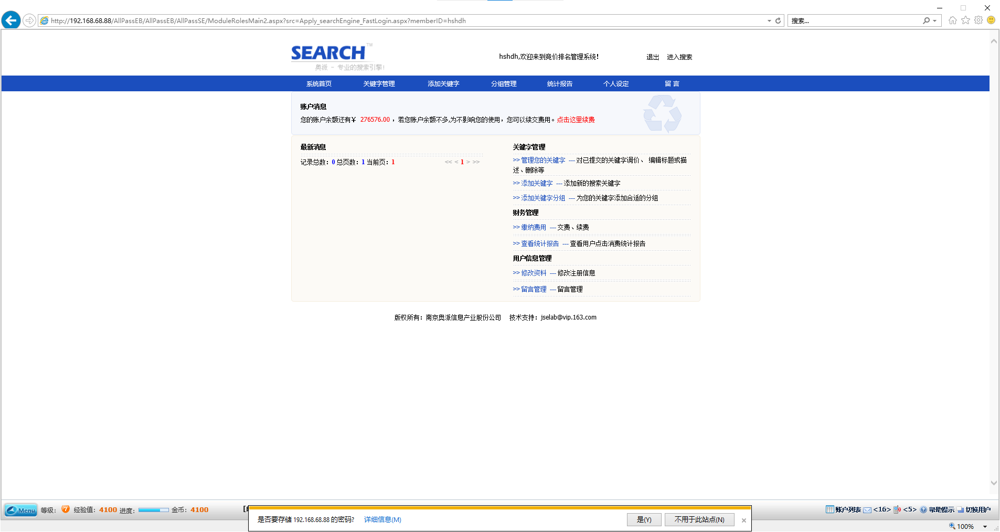 http://192.168.68.88/AllPassEB/AllPassEB/AllPassSE/ModuleRolesMain2.aspx?src=Apply_searchEngine_FastLogin.aspx?memberID=hshdh
搜索...
SEARCH™
奥派 - 专业的搜索引擎!
hshdh,欢迎来到竞价排名管理系统!
退出 进入搜索
系统首页 关键字管理 添加关键字 分组管理 统计报告 个人设定 留 言
账户消息
您的账户余额还有￥ 276576.00 ，若您账户余额不多,为不影响您的使用，您可以续交费用。点击这里续费
最新消息
记录总数：0 总页数：1 当前页：1 << < 1 > >>
关键字管理
>> 管理您的关键字 --- 对已提交的关键字调价、 编辑标题或描
述、删除等
>> 添加关键字 --- 添加新的搜索关键字
>> 添加关键字分组 --- 为您的关键字添加合适的分组
财务管理
>> 缴纳费用 --- 交费、续费
>> 查看统计报告 --- 查看用户点击消费统计报告
用户信息管理
>> 修改资料 --- 修改注册信息
>> 留言管理 --- 留言管理
版权所有：南京奥派信息产业股份公司 技术支持：jselab@vip.163.com
Menu 等级： 7 经验值：4100 进度： 金币：4100
账户列表 <16> <5> 帮助提示 切换用户
是否要存储 192.168.68.88 的密码? 详细信息(M) 是(Y) 不用于此站点(N) ×
100%